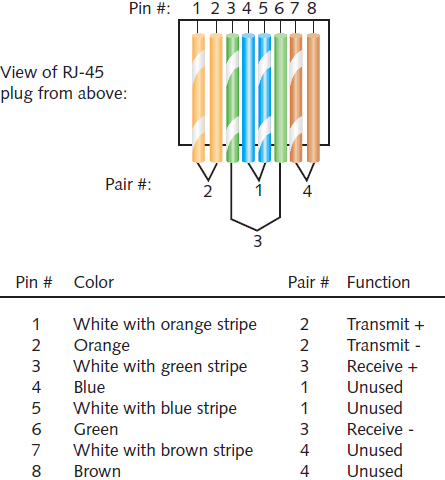 Pin #: 1 2 3 4 5 6 7 8
View of RJ-45
plug from above:
Pair #: 2 1 4
3
Pin # Color Pair # Function
1 White with orange stripe 2 Transmit +
2 Orange 2 Transmit -
3 White with green stripe 3 Receive +
4 Blue 1 Unused
5 White with blue stripe 1 Unused
6 Green 3 Receive -
7 White with brown stripe 4 Unused
8 Brown 4 Unused